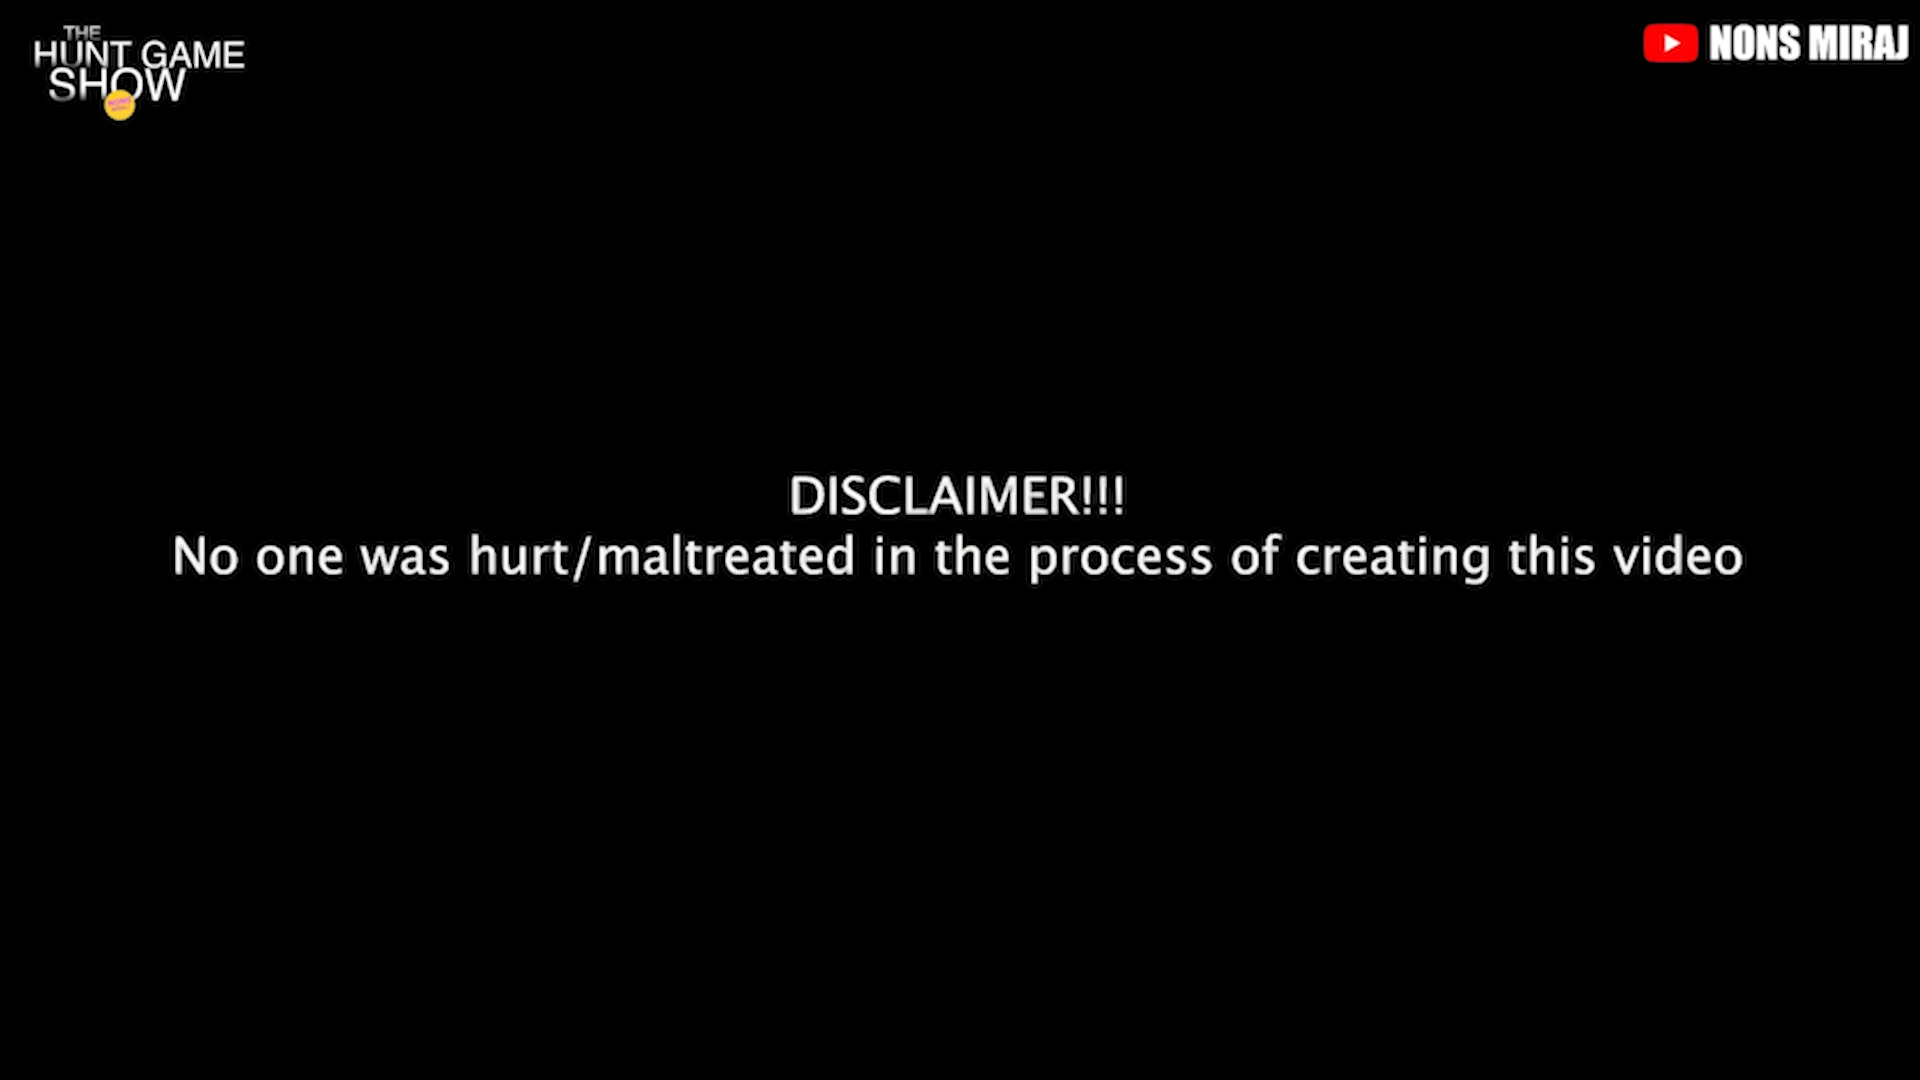 THE
HUNT GAME
SHOW
NONS MIRAJ
DISCLAIMER!!!
No one was hurt/maltreated in the process of creating this video